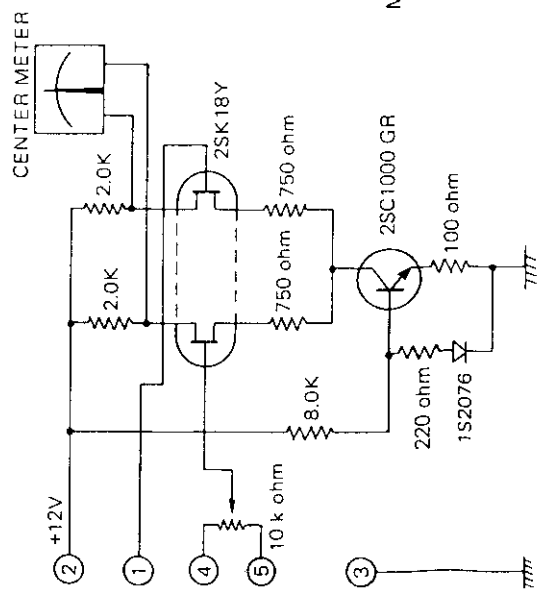 CENTER METER
2.0K
2.0K
2SK18Y
750 ohm
750 ohm
2SC1000 GR
100 ohm
8.0K
220 ohm
1S2076
+12V
2
1
4
5
10 k ohm
3